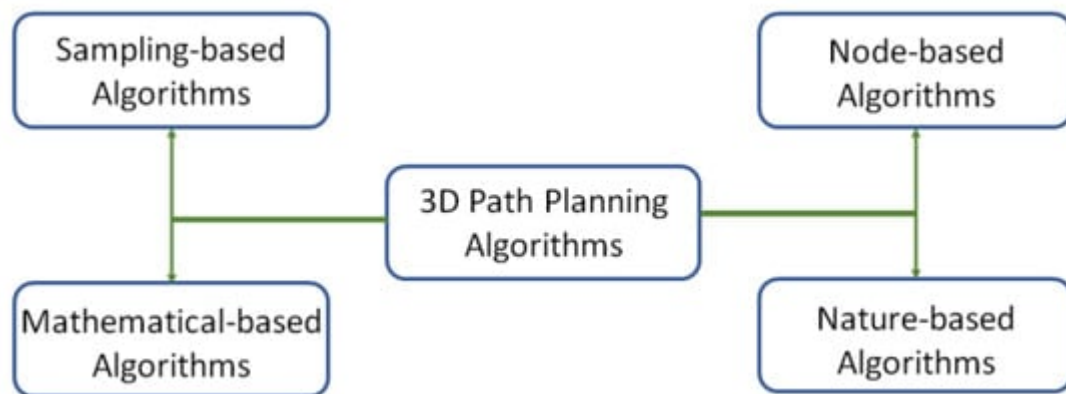 Sampling-based
Algorithms
Node-based
Algorithms
3D Path Planning
Algorithms
Mathematical-based
Algorithms
Nature-based
Algorithms